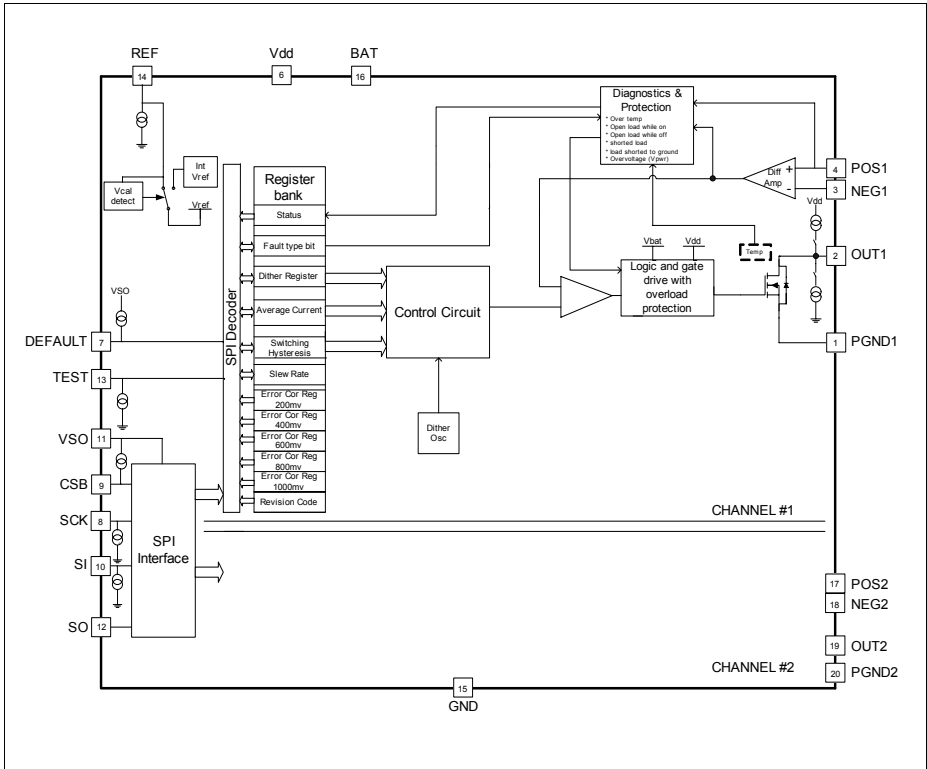 REF
Vdd
BAT
14
6
16
Diagnostics &
Protection
* Over temp
* Open load while on
* Open load while off
* shorted load
* load shorted to ground
* Overvoltage (Vpwr)
Int
Vref
Vcal
detect
Vref
SPI Decoder
Register
bank
Status
Fault type bit
Dither Register
Average Current
Switching
Hysteresis
Slew Rate
Error Cor Reg
200mv
Error Cor Reg
400mv
Error Cor Reg
600mv
Error Cor Reg
800mv
Error Cor Reg
1000mv
Revision Code
Control Circuit
Dither
Osc
Diff
Amp
+
-
4
POS1
3
NEG1
Vdd
Temp
2
OUT1
Vbat
Vdd
Logic and gate
drive with
overload
protection
1
PGND1
VSO
DEFAULT
7
TEST
13
VSO
11
CSB
9
SCK
8
SI
10
SO
12
SPI
Interface
CHANNEL #1
17
POS2
18
NEG2
19
OUT2
CHANNEL #2
20
PGND2
15
GND